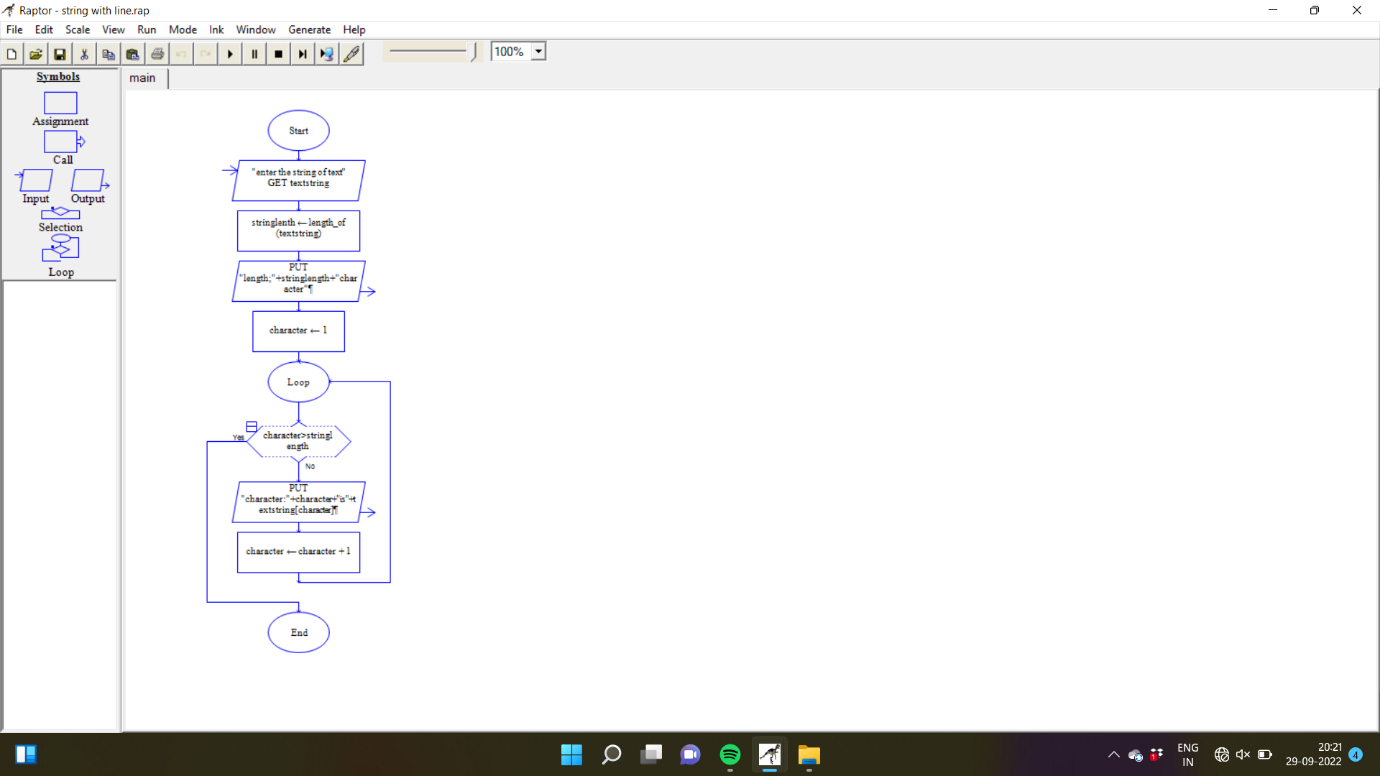 Raptor - string with line.rap
File Edit Scale View Run Mode Ink Window Generate Help
100%
Symbols
main
Assignment
Call
Input Output
Selection
Loop
Start
"enter the string of text"
GET textstring
stringlenth ← length_of
(textstring)
PUT
"length;"+stringlength+"char
acter"¶
character ← 1
Loop
Yes
character>stringl
ength
No
PUT
"character:"+character+"is"+t
extstring[character]¶
character ← character + 1
End
ENG
IN
20:21
29-09-2022
4